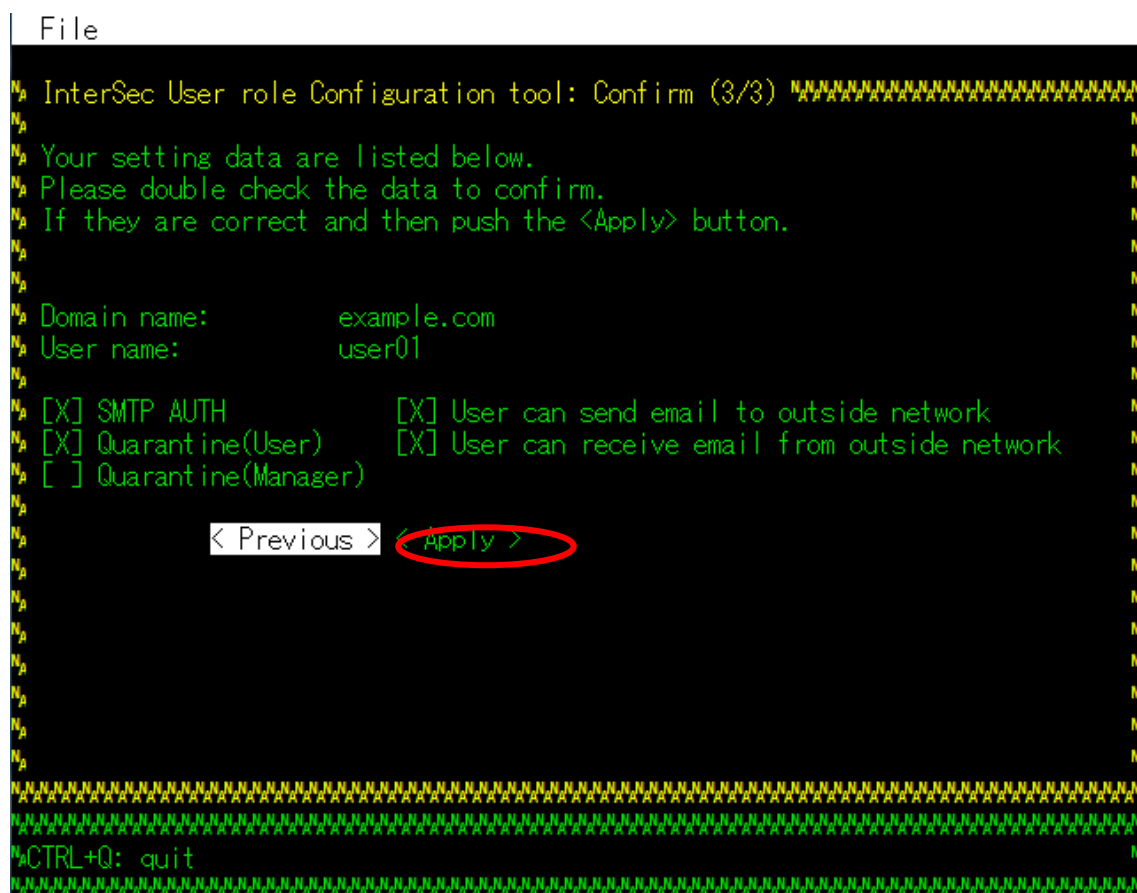 File
InterSec User role Configuration tool: Confirm (3/3)
Your setting data are listed below.
Please double check the data to confirm.
If they are correct and then push the <Apply> button.
Domain name: example.com
User name: user01
[X] SMTP AUTH [X] User can send email to outside network
[X] Quarantine(User) [X] User can receive email from outside network
[ ] Quarantine(Manager)
< Previous > < Apply >
CTRL+Q: quit